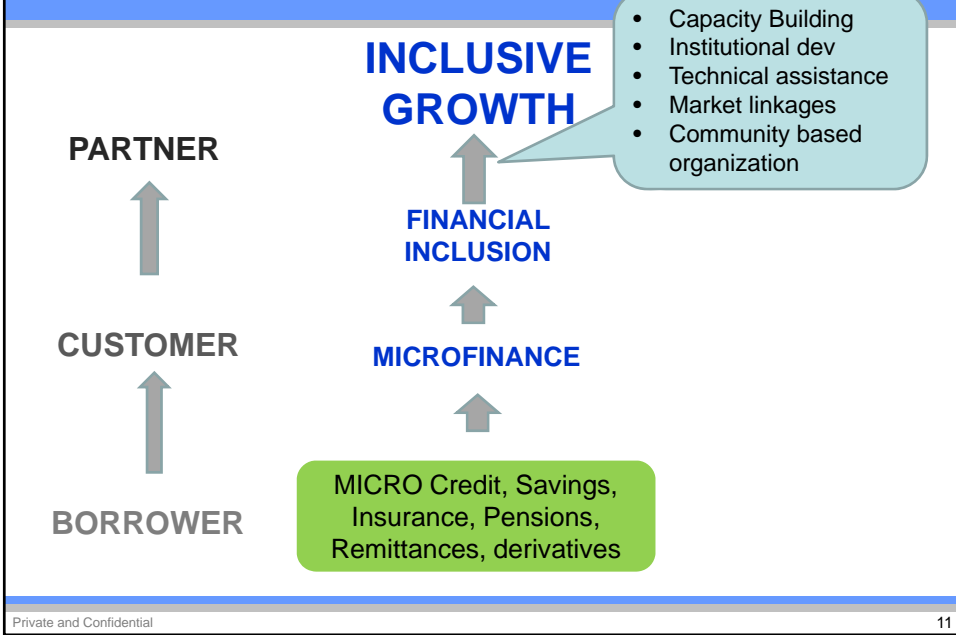 • Capacity Building
• Institutional dev
• Technical assistance
• Market linkages
• Community based
organization
INCLUSIVE
GROWTH
PARTNER
FINANCIAL
INCLUSION
CUSTOMER
MICROFINANCE
MICRO Credit, Savings,
Insurance, Pensions,
Remittances, derivatives
BORROWER
Private and Confidential
11